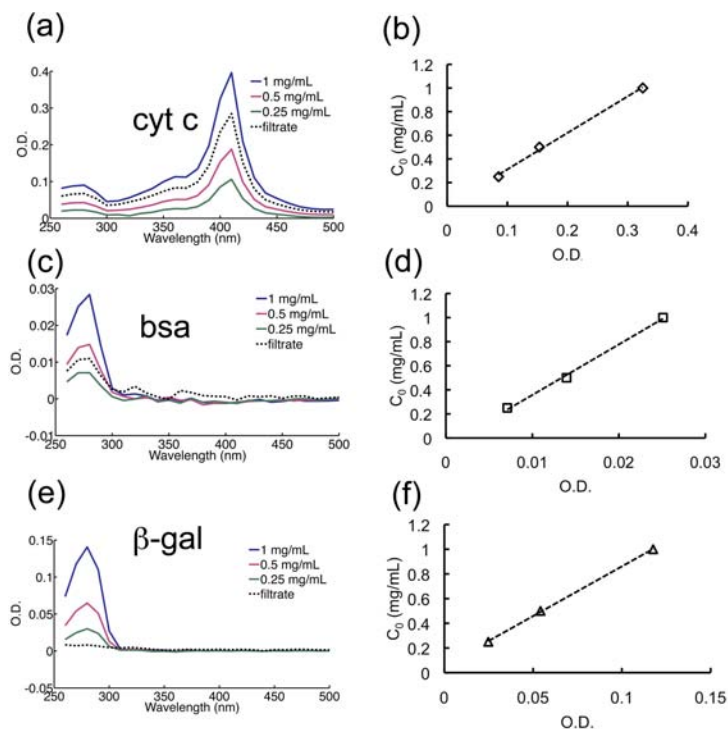 (a)
0.4
0.3
0.2
0.1
0
O.D.
cyt c
1 mg/mL
0.5 mg/mL
0.25 mg/mL
filtrate
250 300 350 400 450 500
Wavelength (nm)
(b)
1.2
1
0.8
0.6
0.4
0.2
0
C0 (mg/mL)
0 0.1 0.2 0.3 0.4
O.D.
(c)
0.03
0.02
0.01
0
-0.01
O.D.
bsa
1 mg/mL
0.5 mg/mL
0.25 mg/mL
filtrate
250 300 350 400 450 500
Wavelength (nm)
(d)
1.2
1
0.8
0.6
0.4
0.2
0
C0 (mg/mL)
0 0.01 0.02 0.03
O.D.
(e)
0.15
0.10
0.05
0
-0.05
O.D.
β-gal
1 mg/mL
0.5 mg/mL
0.25 mg/mL
filtrate
250 300 350 400 450 500
Wavelength (nm)
(f)
1.2
1
0.8
0.6
0.4
0.2
0
C0 (mg/mL)
0 0.05 0.1 0.15
O.D.